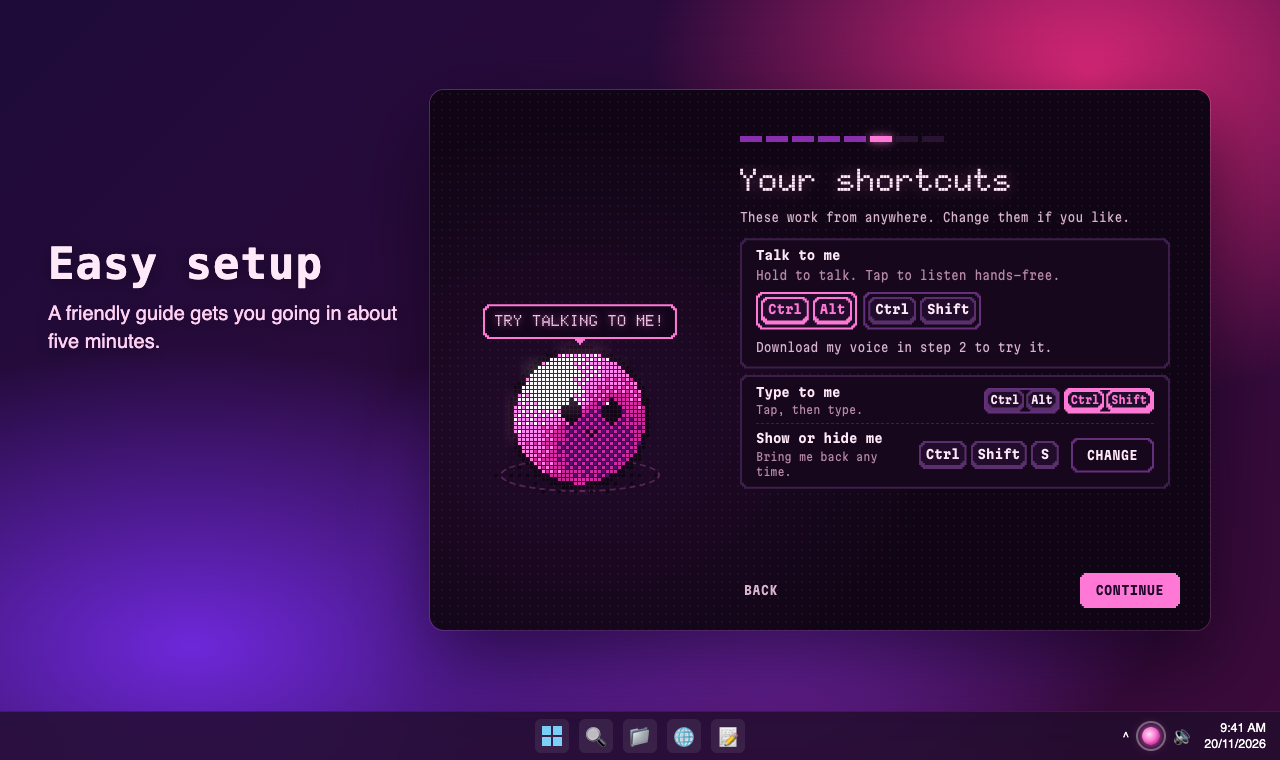 Easy setup
A friendly guide gets you going in about
five minutes.
TRY TALKING TO ME!
Your shortcuts
These work from anywhere. Change them if you like.
Talk to me
Hold to talk. Tap to listen hands-free.
Ctrl Alt Ctrl Shift
Download my voice in step 2 to try it.
Type to me
Tap, then type.
Ctrl Alt Ctrl Shift
Show or hide me
Bring me back any
time.
Ctrl Shift S CHANGE
BACK
CONTINUE
9:41 AM
20/11/2026